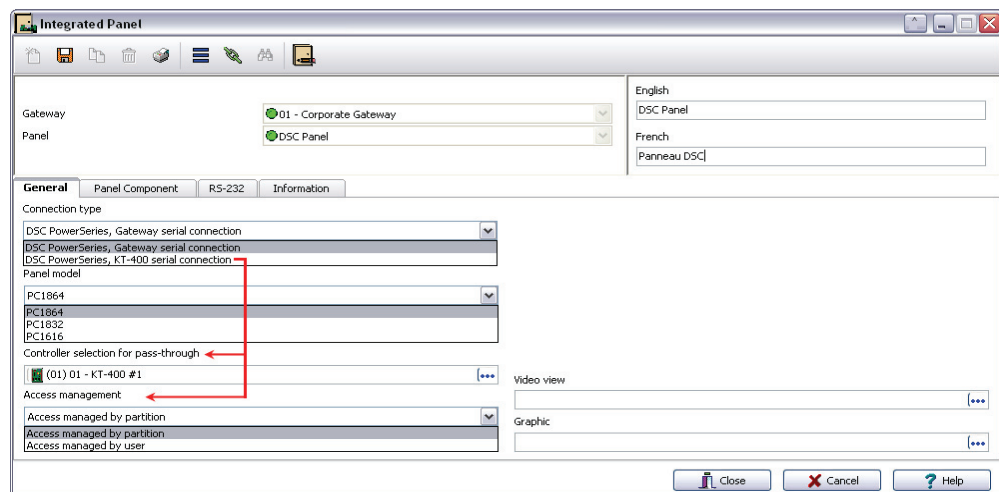 Integrated Panel
English
DSC Panel
Gateway
01 - Corporate Gateway
Panel
DSC Panel
French
Panneau DSC
General
Panel Component
RS-232
Information
Connection type
DSC PowerSeries, Gateway serial connection
DSC PowerSeries, Gateway serial connection
DSC PowerSeries, KT-400 serial connection
Panel model
PC1864
PC1864
PC1832
PC1616
Controller selection for pass-through
(01) 01 - KT-400 #1
Access management
Access managed by partition
Access managed by partition
Access managed by user
Video view
Graphic
Close
Cancel
Help